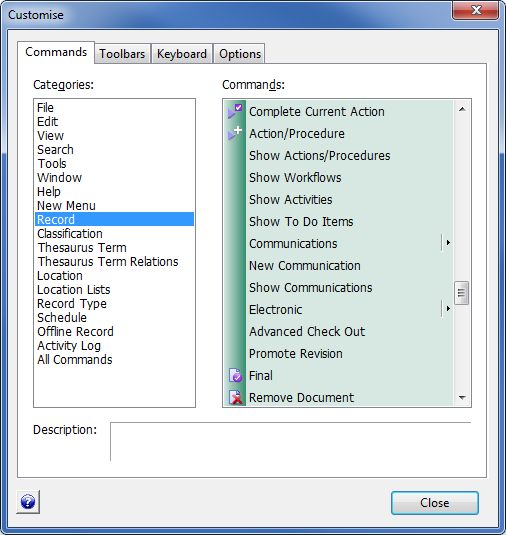 Customise
Commands Toolbars Keyboard Options
Categories:
File
Edit
View
Search
Tools
Window
Help
New Menu
Record
Classification
Thesaurus Term
Thesaurus Term Relations
Location
Location Lists
Record Type
Schedule
Offline Record
Activity Log
All Commands
Commands:
Complete Current Action
Action/Procedure
Show Actions/Procedures
Show Workflows
Show Activities
Show To Do Items
Communications
New Communication
Show Communications
Electronic
Advanced Check Out
Promote Revision
Final
Remove Document
Description:
Close